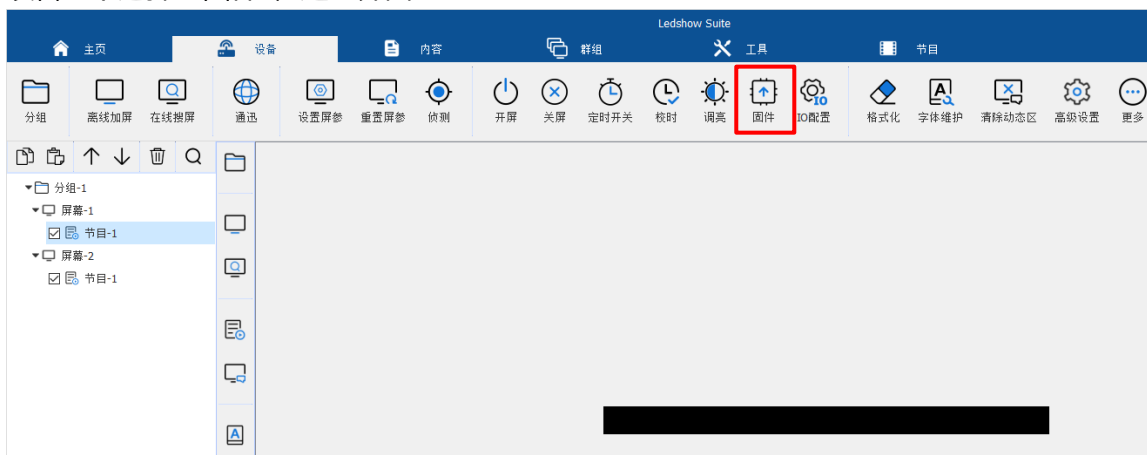 Ledshow Suite
主页 设备 内容 群组 工具 节目
分组 离线加屏 在线搜屏 通迅 设置屏参 重置屏参 侦测 开屏 关屏 定时开关 校时 调亮 固件 IO配置 格式化 字体维护 清除动态区 高级设置 更多
分组-1
屏幕-1
节目-1
屏幕-2
节目-1